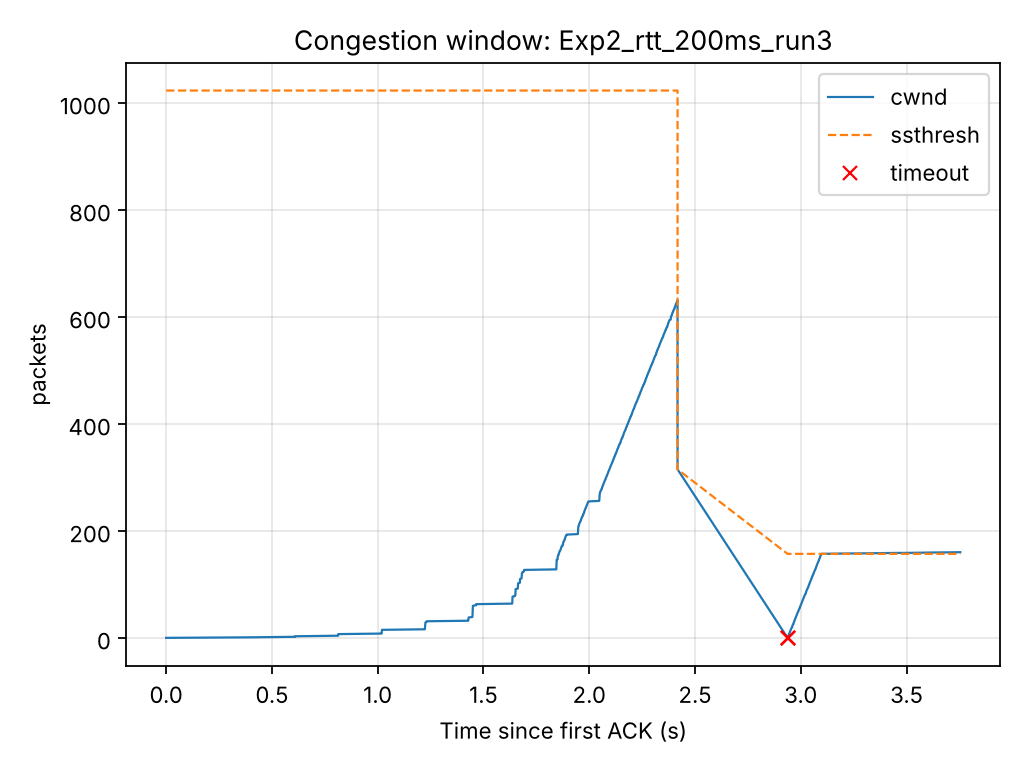 Congestion window: Exp2_rtt_200ms_run3
cwnd
ssthresh
timeout
packets
1000
800
600
400
200
0
0.0 0.5 1.0 1.5 2.0 2.5 3.0 3.5
Time since first ACK (s)